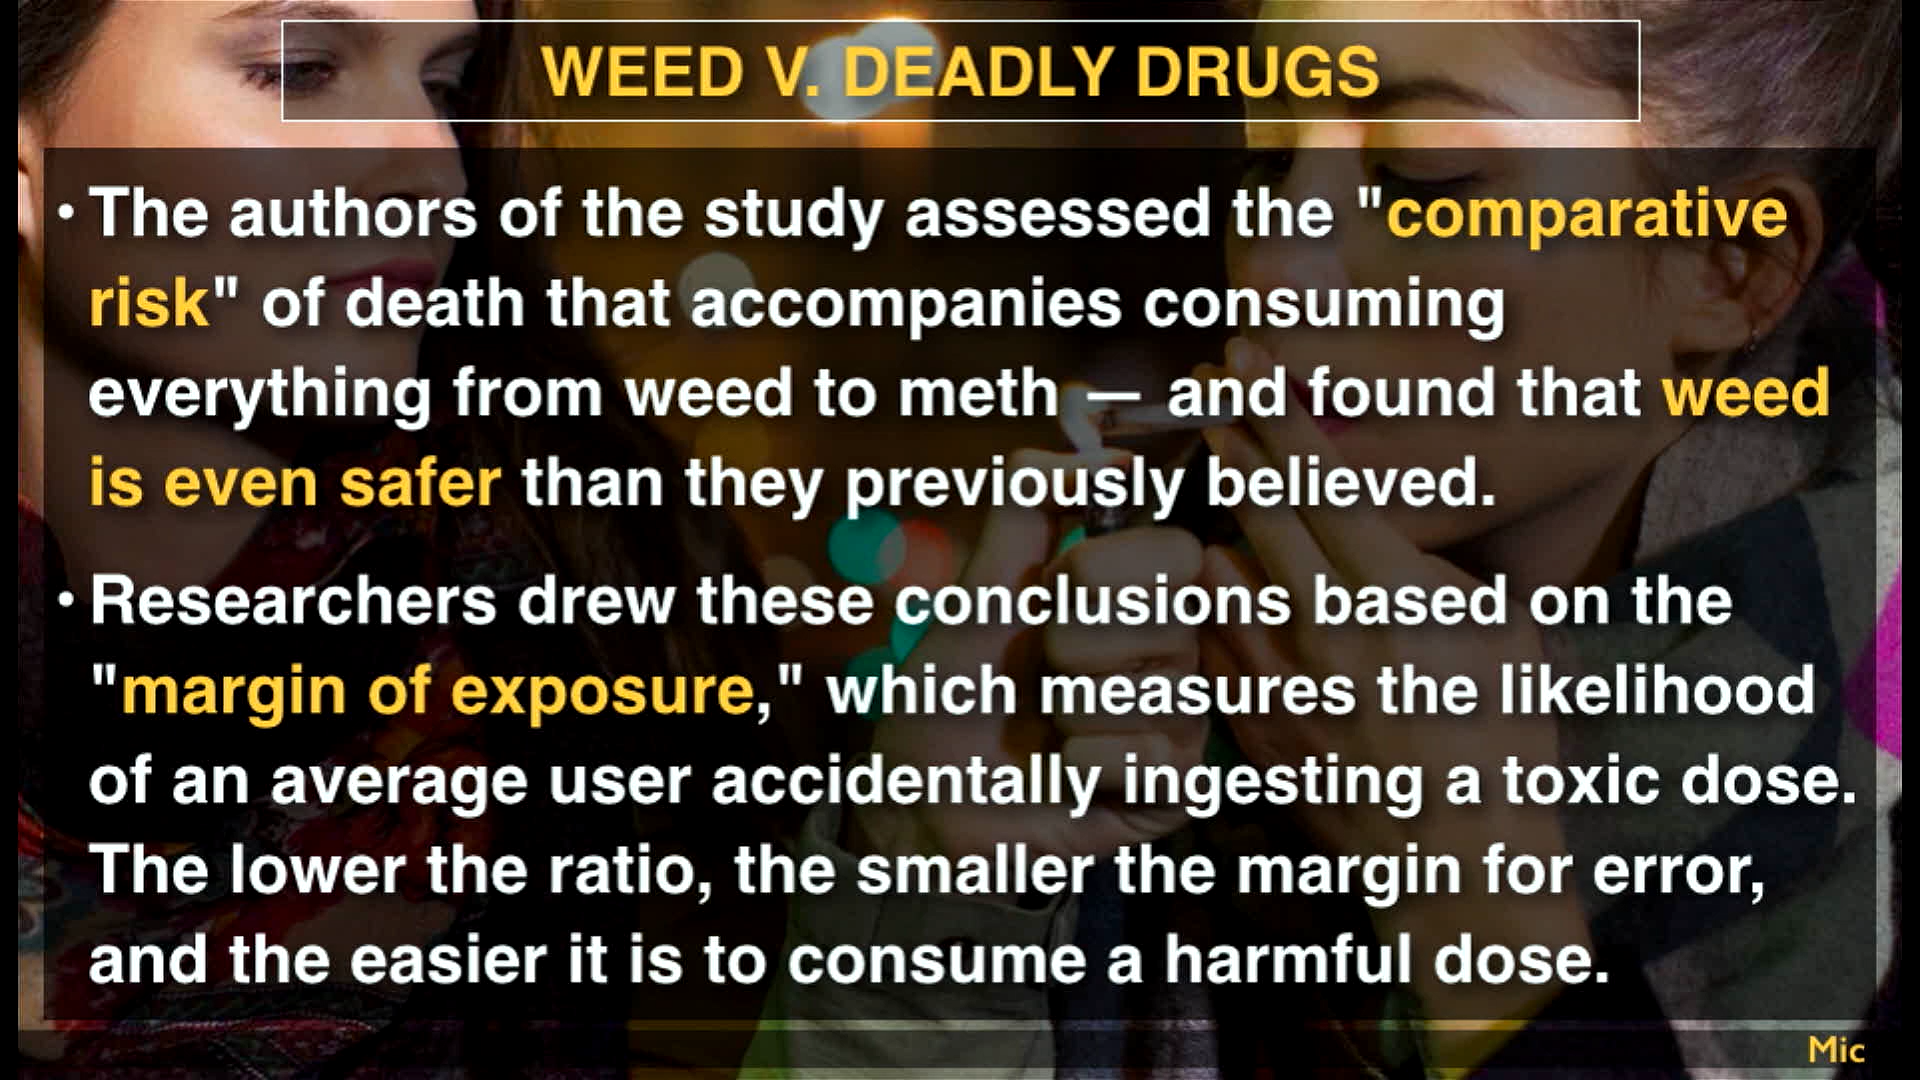 WEED V. DEADLY DRUGS
• The authors of the study assessed the "comparative
risk" of death that accompanies consuming
everything from weed to meth — and found that weed
is even safer than they previously believed.
• Researchers drew these conclusions based on the
"margin of exposure," which measures the likelihood
of an average user accidentally ingesting a toxic dose.
The lower the ratio, the smaller the margin for error,
and the easier it is to consume a harmful dose.
Mic